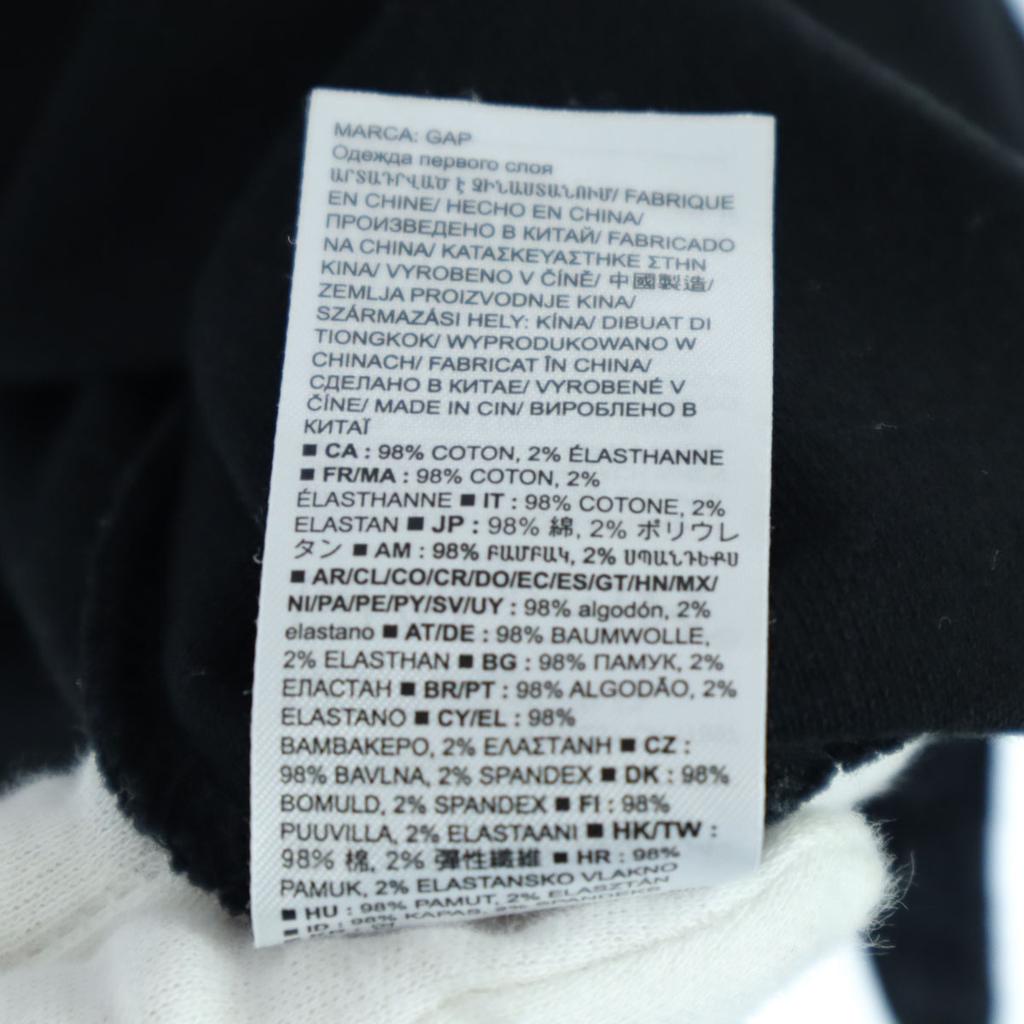 MARCA: GAP
Одежда первого слоя
ԱՐՏԱԴՐՎԱԾ Է ՉԻՆԱՍՏԱՆՈՒՄ/ FABRIQUE
EN CHINE/ HECHO EN CHINA/
ПРОИЗВЕДЕНО В КИТАЙ/ FABRICADO
NA CHINA/ ΚΑΤΑΣΚΕΥΑΣΤΗΚΕ ΣΤΗΝ
ΚΙΝΑ/ VYROBENO V ČÍNĚ/ 中國製造/
ZEMLJA PROIZVODNJE KINA/
SZÁRMAZÁSI HELY: KÍNA/ DIBUAT DI
TIONGKOK/ WYPRODUKOWANO W
CHINACH/ FABRICAT ÎN CHINA/
СДЕЛАНО В КИТАЕ/ VYROBENÉ V
ČÍNE/ MADE IN CIN/ ВИРОБЛЕНО В
КИТАЇ
■ CA : 98% COTON, 2% ÉLASTHANNE
■ FR/MA : 98% COTON, 2%
ÉLASTHANNE ■ IT : 98% COTONE, 2%
ELASTAN ■ JP : 98% 綿, 2% ポリウレ
タン ■ AM : 98% ԲԱՄԲԱԿ, 2% ՍՊԱՆԴԵՔՍ
■ AR/CL/CO/CR/DO/EC/ES/GT/HN/MX/
NI/PA/PE/PY/SV/UY : 98% algodón, 2%
elastano ■ AT/DE : 98% BAUMWOLLE,
2% ELASTHAN ■ BG : 98% ПАМУК, 2%
ЕЛАСТАН ■ BR/PT : 98% ALGODÃO, 2%
ELASTANO ■ CY/EL : 98%
ΒΑΜΒΑΚΕΡΟ, 2% ΕΛΑΣΤΑΝΗ ■ CZ :
98% BAVLNA, 2% SPANDEX ■ DK : 98%
BOMULD, 2% SPANDEX ■ FI : 98%
PUUVILLA, 2% ELASTAANI ■ HK/TW :
98% 棉, 2% 彈性纖維 ■ HR : 98%
PAMUK, 2% ELASTANSKO VLAKNO
■ HU : 98% PAMUT, 2% ELASZTÁN
■ ID : 98% KAPAS, 2% SPANDEKS